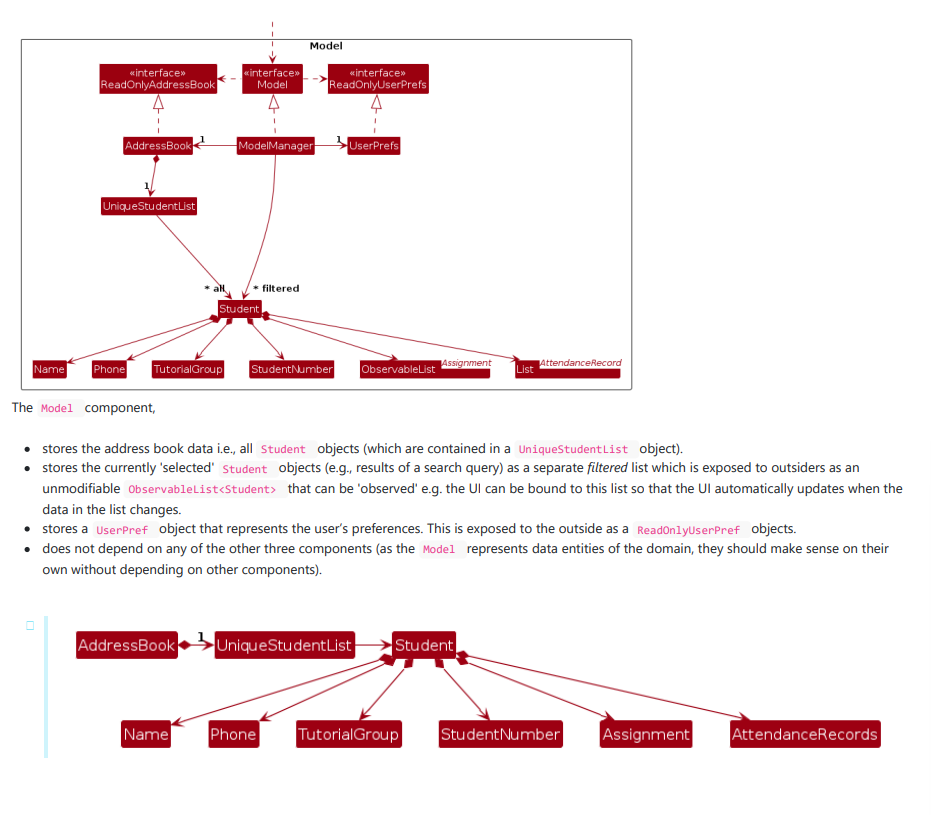 Model
«interface» «interface» «interface»
ReadOnlyAddressBook Model ReadOnlyUserPrefs
AddressBook 1 ModelManager 1 UserPrefs
1
UniqueStudentList
* all * filtered
Student
Name Phone TutorialGroup StudentNumber ObservableList Assignment List AttendanceRecord
The Model component,
stores the address book data i.e., all Student objects (which are contained in a UniqueStudentList object).
stores the currently 'selected' Student objects (e.g., results of a search query) as a separate filtered list which is exposed to outsiders as an
unmodifiable ObservableList<Student> that can be 'observed' e.g. the UI can be bound to this list so that the UI automatically updates when the
data in the list changes.
stores a UserPref object that represents the user’s preferences. This is exposed to the outside as a ReadOnlyUserPref objects.
does not depend on any of the other three components (as the Model represents data entities of the domain, they should make sense on their
own without depending on other components).
AddressBook 1 UniqueStudentList Student
Name Phone TutorialGroup StudentNumber Assignment AttendanceRecords